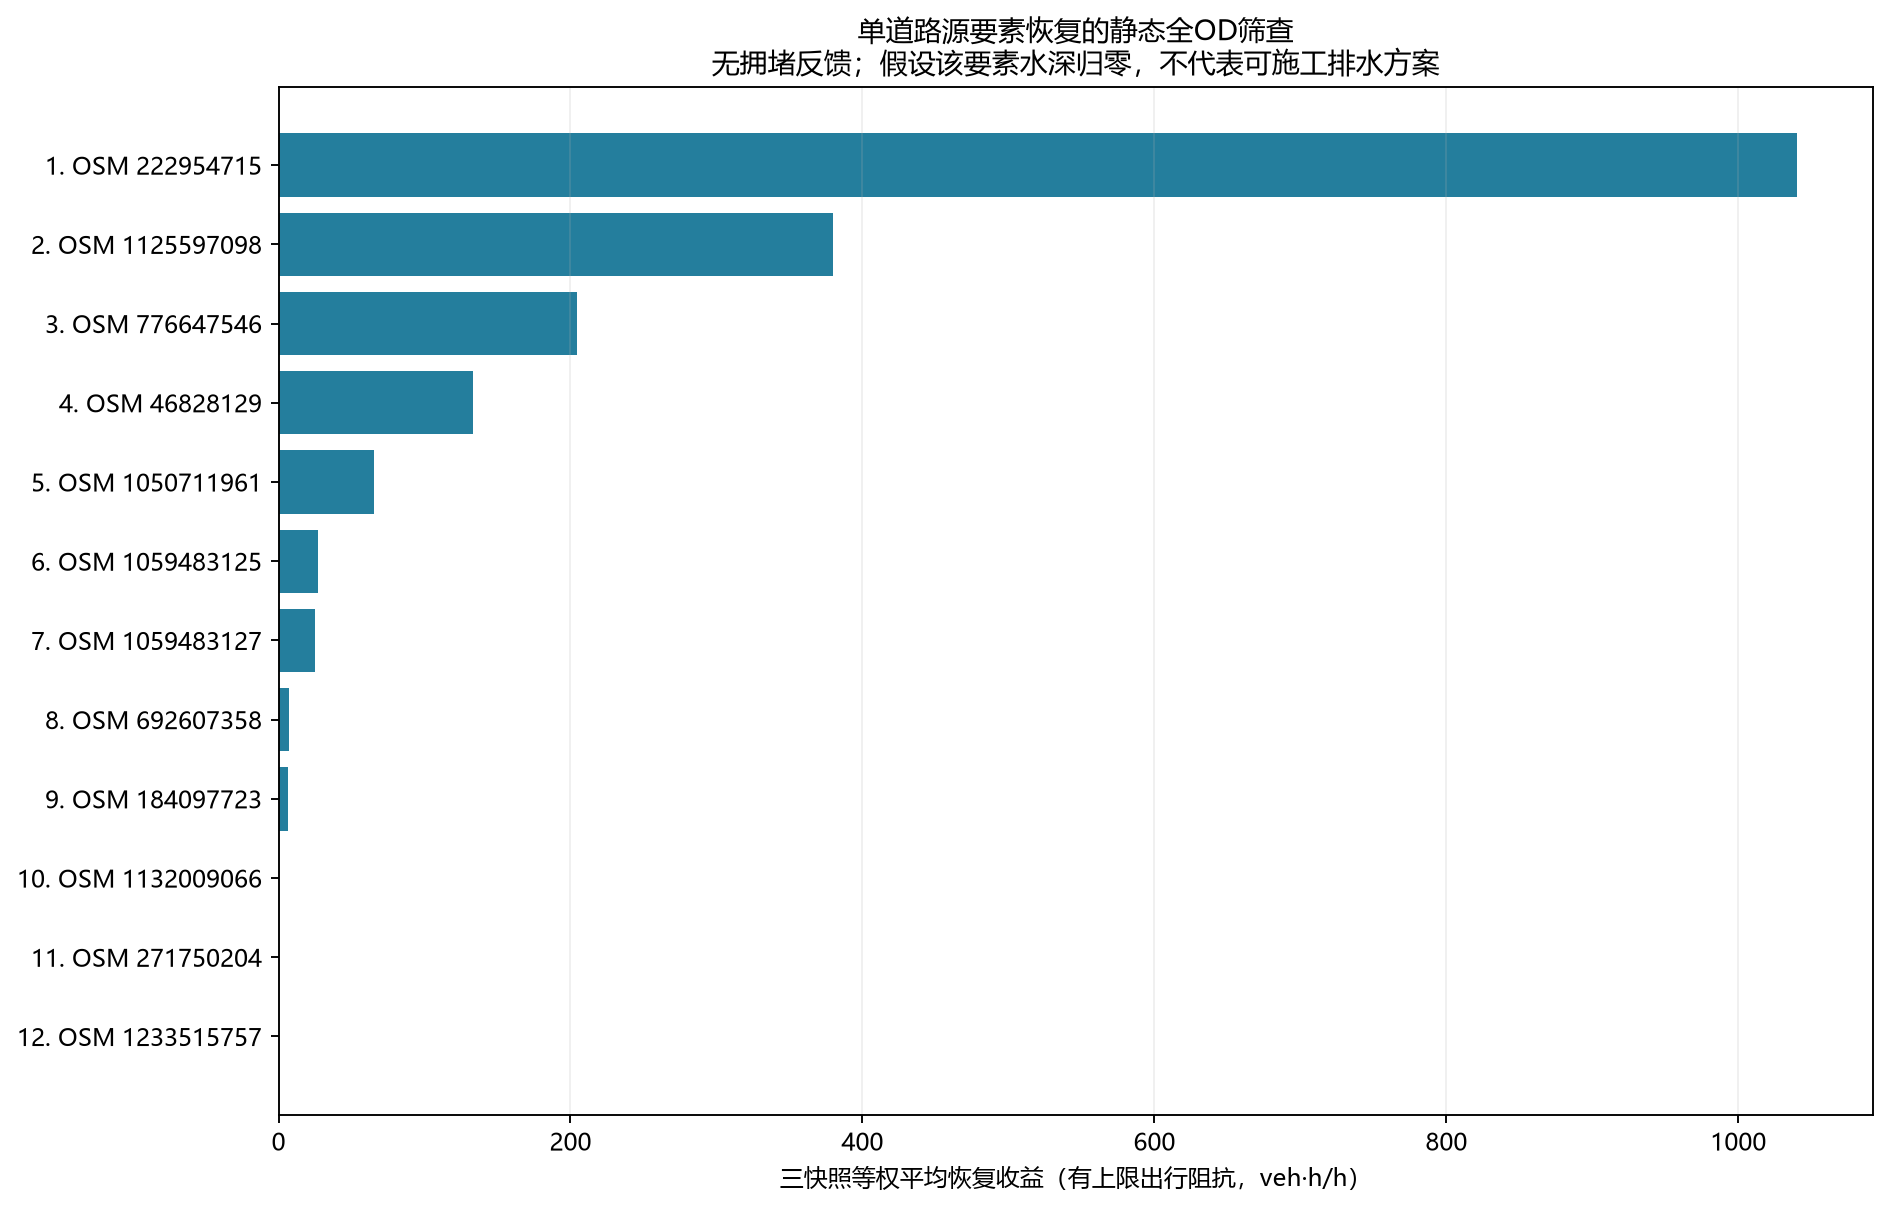 单道路源要素恢复的静态全OD筛查
无拥堵反馈；假设该要素水深归零，不代表可施工排水方案
1. OSM 222954715
2. OSM 1125597098
3. OSM 776647546
4. OSM 46828129
5. OSM 1050711961
6. OSM 1059483125
7. OSM 1059483127
8. OSM 692607358
9. OSM 184097723
10. OSM 1132009066
11. OSM 271750204
12. OSM 1233515757
0 200 400 600 800 1000
三快照等权平均恢复收益（有上限出行阻抗，veh·h/h）